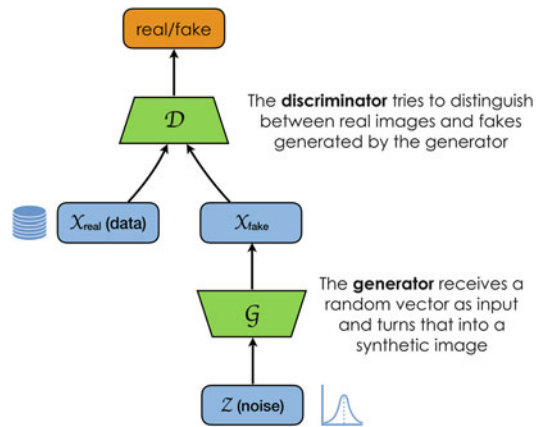 real/fake
The discriminator tries to distinguish
between real images and fakes
generated by the generator
𝒟
𝒳real (data)
𝒳fake
The generator receives a
random vector as input
and turns that into a
synthetic image
𝒢
𝒵 (noise)